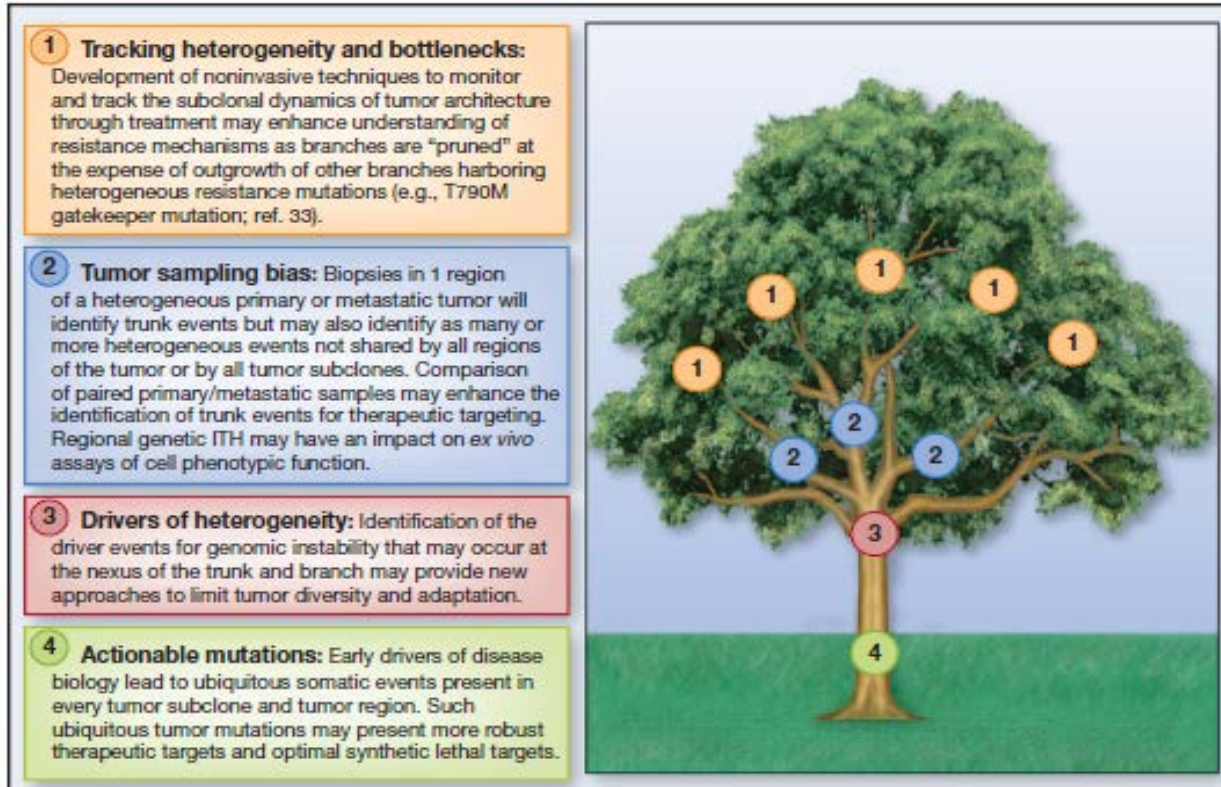 1 Tracking heterogeneity and bottlenecks:
Development of noninvasive techniques to monitor
and track the subclonal dynamics of tumor architecture
through treatment may enhance understanding of
resistance mechanisms as branches are “pruned” at
the expense of outgrowth of other branches harboring
heterogeneous resistance mutations (e.g., T790M
gatekeeper mutation; ref. 33).
2 Tumor sampling bias: Biopsies in 1 region
of a heterogeneous primary or metastatic tumor will
identify trunk events but may also identify as many or
more heterogeneous events not shared by all regions
of the tumor or by all tumor subclones. Comparison
of paired primary/metastatic samples may enhance the
identification of trunk events for therapeutic targeting.
Regional genetic ITH may have an impact on ex vivo
assays of cell phenotypic function.
3 Drivers of heterogeneity: Identification of the
driver events for genomic instability that may occur at
the nexus of the trunk and branch may provide new
approaches to limit tumor diversity and adaptation.
4 Actionable mutations: Early drivers of disease
biology lead to ubiquitous somatic events present in
every tumor subclone and tumor region. Such
ubiquitous tumor mutations may present more robust
therapeutic targets and optimal synthetic lethal targets.
1
1
1
1
1
2
2
2
3
4